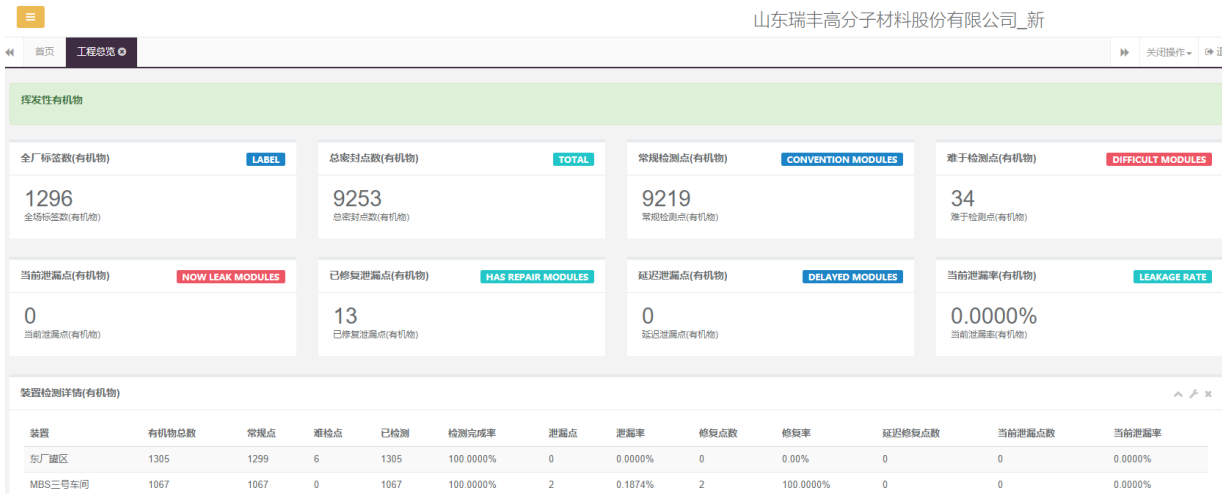 山东瑞丰高分子材料股份有限公司_新
首页 工程总览 关闭操作
挥发性有机物
全厂标签数(有机物) LABEL 总密封点数(有机物) TOTAL 常规检测点(有机物) CONVENTION MODULES 难于检测点(有机物) DIFFICULT MODULES
1296 9253 9219 34
全场标签数(有机物) 总密封点数(有机物) 常规检测点(有机物) 难于检测点(有机物)
当前泄漏点(有机物) NOW LEAK MODULES 已修复泄漏点(有机物) HAS REPAIR MODULES 延迟泄漏点(有机物) DELAYED MODULES 当前泄漏率(有机物) LEAKAGE RATE
0 13 0 0.0000%
当前泄漏点(有机物) 已修复泄漏点(有机物) 延迟泄漏点(有机物) 当前泄漏率(有机物)
装置检测详情(有机物)
装置 有机物总数 常规点 难检点 已检测 检测完成率 泄漏点 泄漏率 修复点数 修复率 延迟修复点数 当前泄漏点数 当前泄漏率
东厂罐区 1305 1299 6 1305 100.0000% 0 0.0000% 0 0.00% 0 0 0.0000%
MBS三号车间 1067 1067 0 1067 100.0000% 2 0.1874% 2 100.0000% 0 0 0.0000%